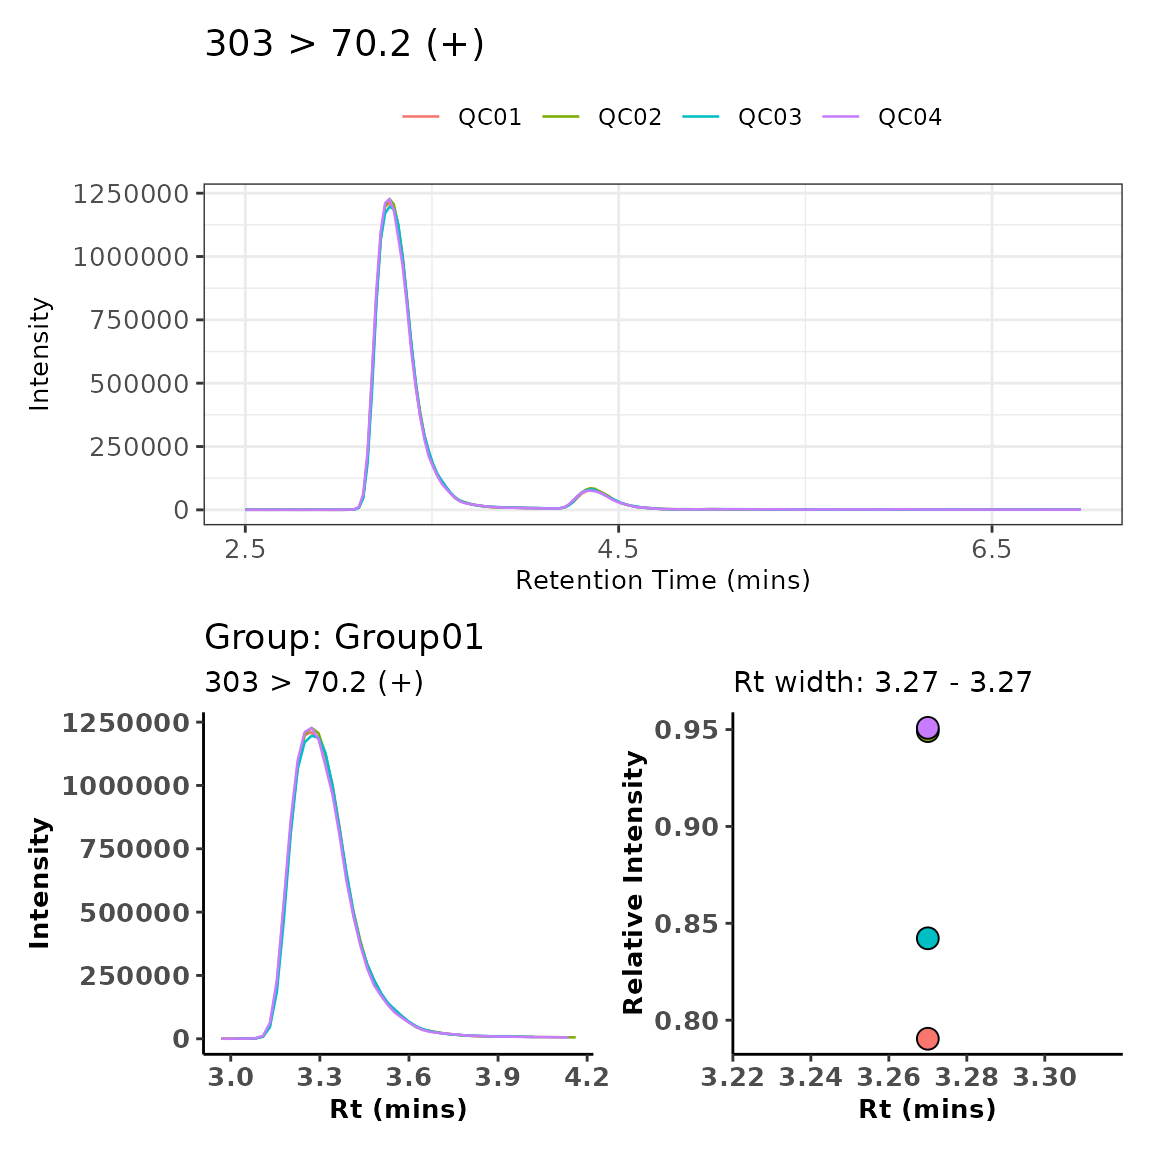 303 > 70.2 (+)
QC01 QC02 QC03 QC04
1250000
1000000
750000
500000
250000
0
Intensity
2.5 4.5 6.5
Retention Time (mins)
Group: Group01
303 > 70.2 (+)
1250000
1000000
750000
500000
250000
0
Intensity
3.0 3.3 3.6 3.9 4.2
Rt (mins)
Rt width: 3.27 - 3.27
0.95
0.90
0.85
0.80
Relative Intensity
3.22 3.24 3.26 3.28 3.30
Rt (mins)